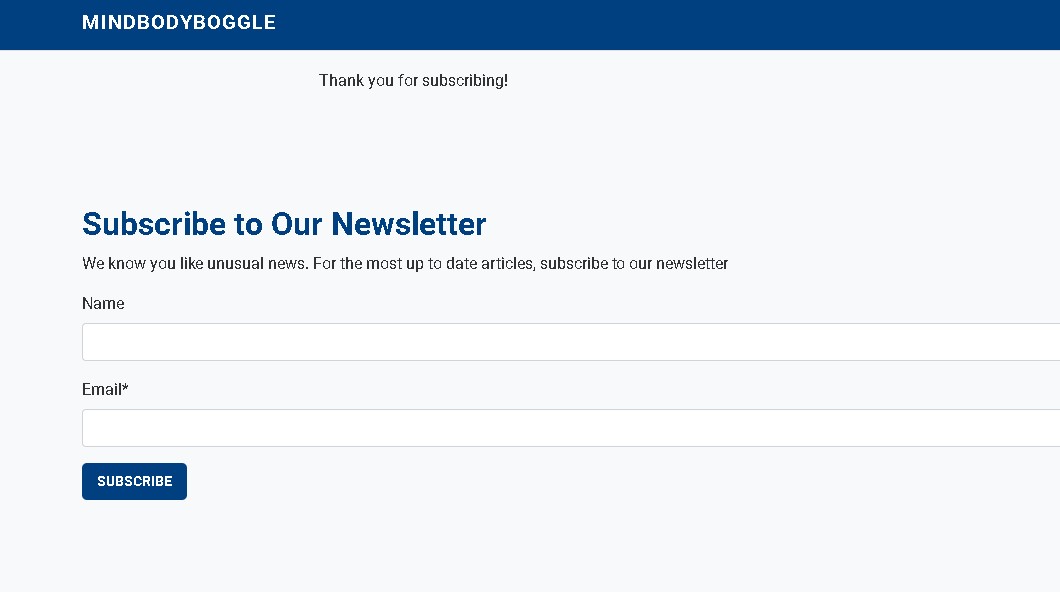 MINDBODYBOGGLE
Thank you for subscribing!
Subscribe to Our Newsletter
We know you like unusual news. For the most up to date articles, subscribe to our newsletter
Name
Email*
SUBSCRIBE